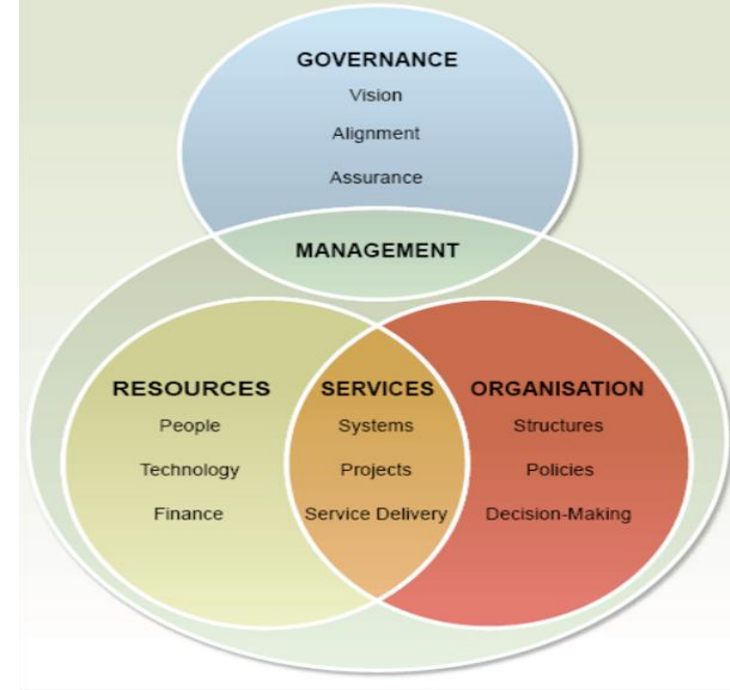 GOVERNANCE
Vision
Alignment
Assurance
MANAGEMENT
RESOURCES
People
Technology
Finance
SERVICES
Systems
Projects
Service Delivery
ORGANISATION
Structures
Policies
Decision-Making